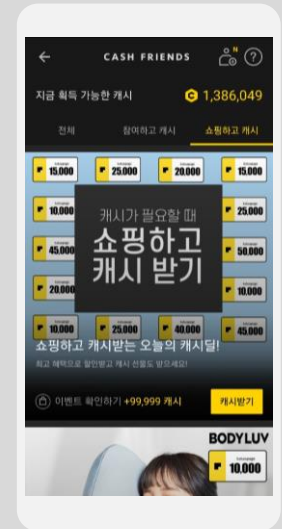 CASH FRIENDS
N
지금 획득 가능한 캐시
1,386,049
전체
참여하고 캐시
쇼핑하고 캐시
15.000
25.000
20.000
15.000
10.000
25.000
45.000
50.000
20.000
10.000
10.000
25.000
40.000
45.000
캐시가 필요할 때
쇼핑하고
캐시 받기
쇼핑하고 캐시받는 오늘의 캐시딜!
최고 혜택으로 할인받고 캐시 선물도 받으세요!
이벤트 확인하기 +99,999 캐시
캐시받기
BODYLUV
10.000